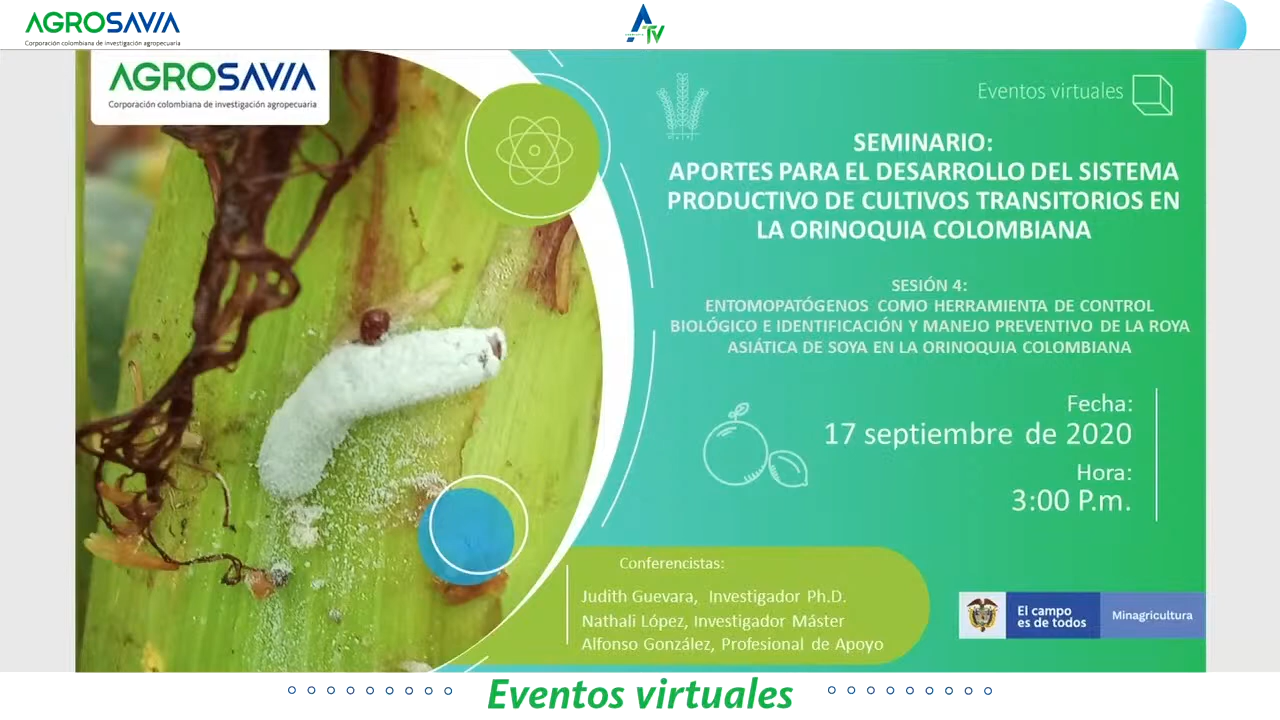 AGROSAVIA
Corporación colombiana de investigación agropecuaria
TV
AGROSAVIA
Corporación colombiana de investigación agropecuaria
Eventos virtuales
SEMINARIO:
APORTES PARA EL DESARROLLO DEL SISTEMA
PRODUCTIVO DE CULTIVOS TRANSITORIOS EN
LA ORINOQUIA COLOMBIANA
SESIÓN 4:
ENTOMOPATÓGENOS COMO HERRAMIENTA DE CONTROL
BIOLÓGICO E IDENTIFICACIÓN Y MANEJO PREVENTIVO DE LA ROYA
ASIÁTICA DE SOYA EN LA ORINOQUIA COLOMBIANA
Fecha:
17 septiembre de 2020
Hora:
3:00 P.m.
Conferencistas:
Judith Guevara, Investigador Ph.D.
Nathali López, Investigador Máster
Alfonso González, Profesional de Apoyo
El campo
es de todos
Minagricultura
Eventos virtuales